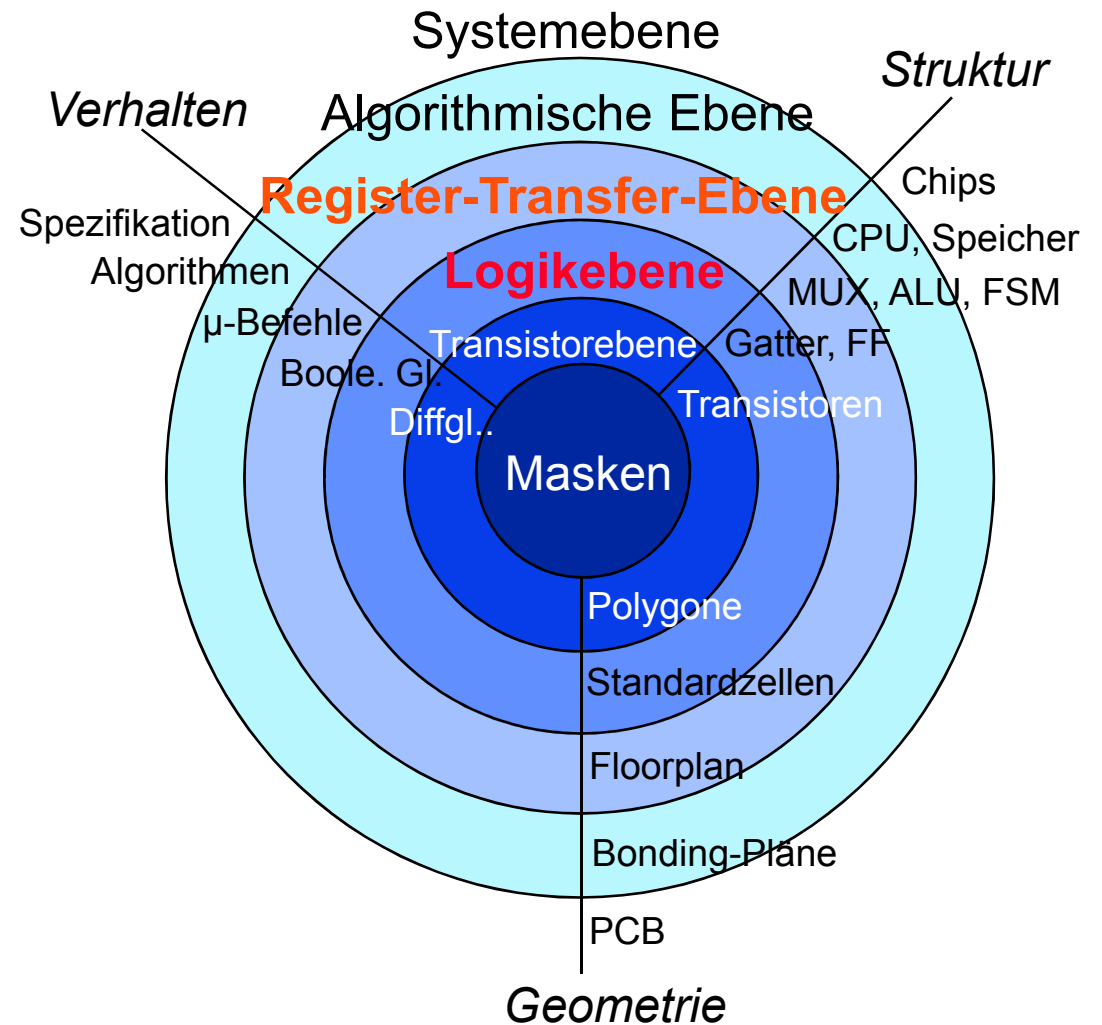 Systemebene
Struktur
Verhalten
Algorithmische Ebene
Chips
Register-Transfer-Ebene
Spezifikation
CPU, Speicher
Algorithmen
Logikebene
MUX, ALU, FSM
µ-Befehle
Transistorebene
Gatter, FF
Boole. Gl.
Transistoren
Diffgl..
Masken
Polygone
Standardzellen
Floorplan
Bonding-Pläne
PCB
Geometrie